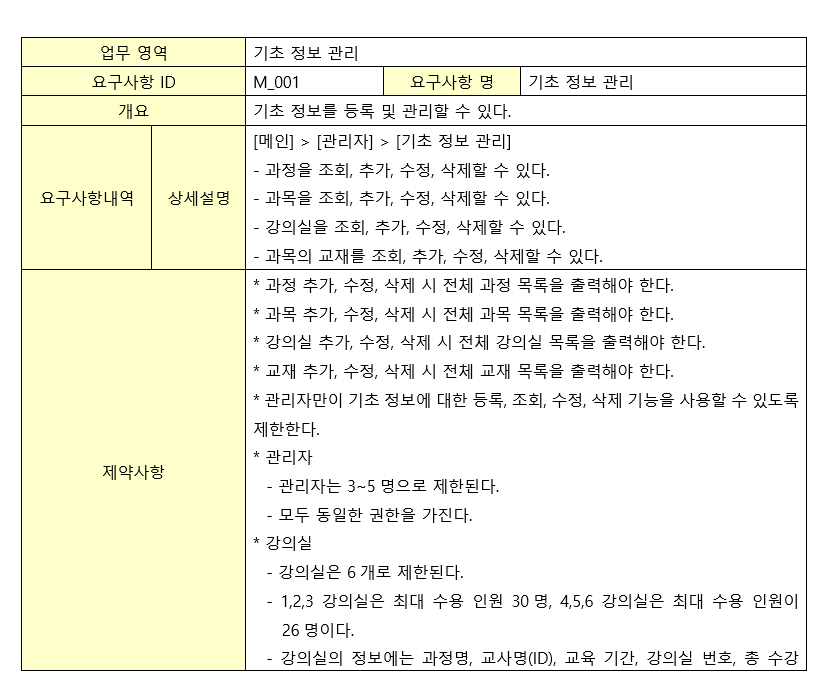 업무 영역 기초 정보 관리
요구사항 ID M_001 요구사항 명 기초 정보 관리
개요 기초 정보를 등록 및 관리할 수 있다.
요구사항내역 상세설명
[메인] > [관리자] > [기초 정보 관리]
- 과정을 조회, 추가, 수정, 삭제할 수 있다.
- 과목을 조회, 추가, 수정, 삭제할 수 있다.
- 강의실을 조회, 추가, 수정, 삭제할 수 있다.
- 과목의 교재를 조회, 추가, 수정, 삭제할 수 있다.
제약사항
* 과정 추가, 수정, 삭제 시 전체 과정 목록을 출력해야 한다.
* 과목 추가, 수정, 삭제 시 전체 과목 목록을 출력해야 한다.
* 강의실 추가, 수정, 삭제 시 전체 강의실 목록을 출력해야 한다.
* 교재 추가, 수정, 삭제 시 전체 교재 목록을 출력해야 한다.
* 관리자만이 기초 정보에 대한 등록, 조회, 수정, 삭제 기능을 사용할 수 있도록
제한한다.
* 관리자
- 관리자는 3~5 명으로 제한된다.
- 모두 동일한 권한을 가진다.
* 강의실
- 강의실은 6 개로 제한된다.
- 1,2,3 강의실은 최대 수용 인원 30 명, 4,5,6 강의실은 최대 수용 인원이
26 명이다.
- 강의실의 정보에는 과정명, 교사명(ID), 교육 기간, 강의실 번호, 총 수강